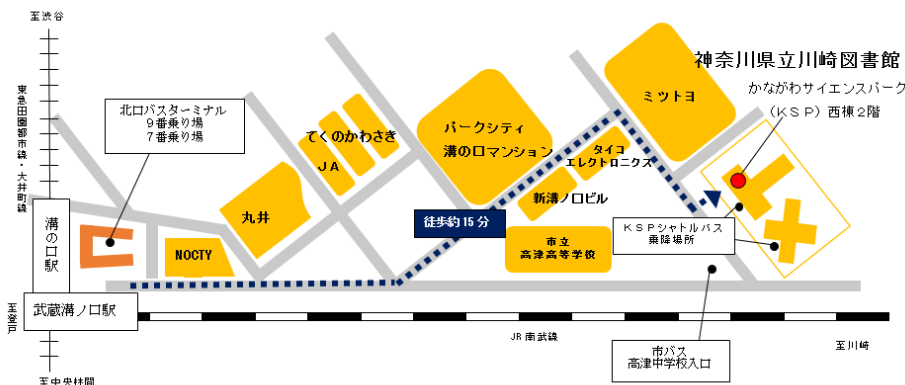 至渋谷
東急田園都市線・大井町線
北口バスターミナル
9番乗り場
7番乗り場
溝の口駅
武蔵溝ノ口駅
至登戸
至中央林間
NOCTY
丸井
JA
てくのかわさき
パークシティ
溝の口マンション
徒歩約15分
新溝ノ口ビル
タイコ
エレクトロニクス
市立
高津高等学校
ミツトヨ
神奈川県立川崎図書館
かながわサイエンスパーク
(KSP)西棟2階
KSPシャトルバス
乗降場所
市バス
高津中学校入口
JR南武線
至川崎